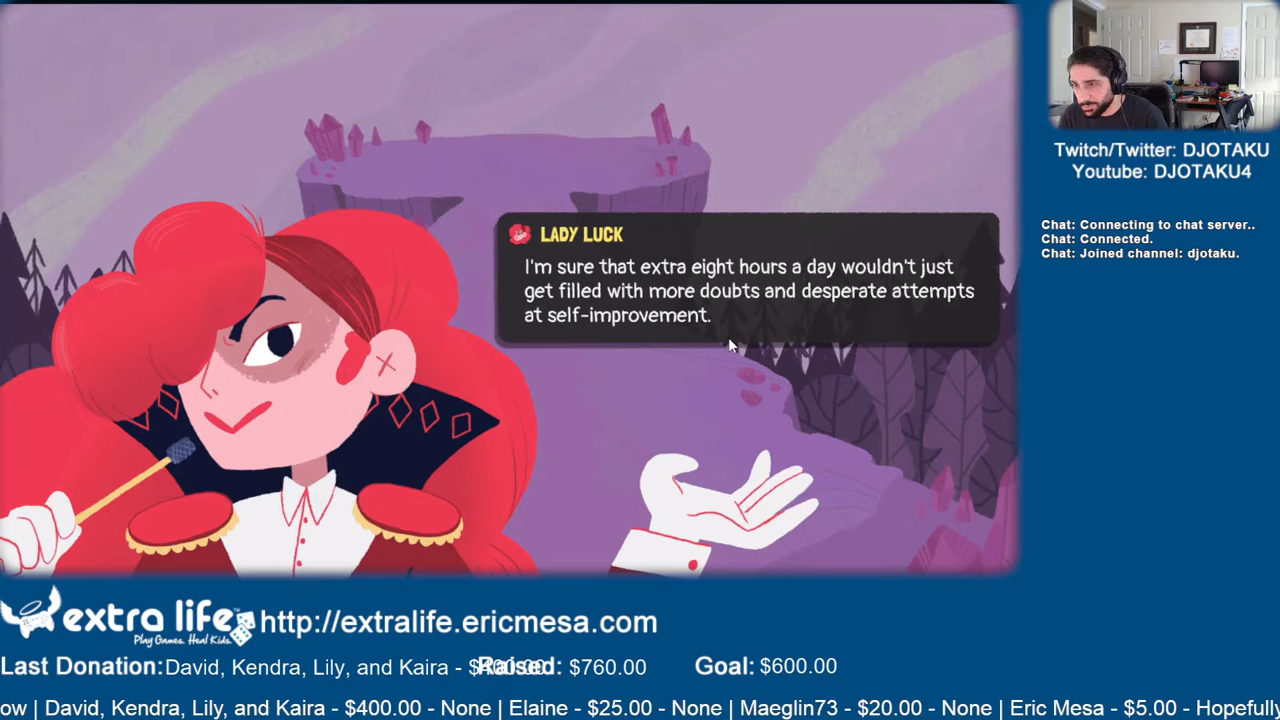 Twitch/Twitter: DJOTAKU
Youtube: DJOTAKU4
Chat: Connecting to chat server..
Chat: Connected.
Chat: Joined channel: djotaku.
LADY LUCK
I'm sure that extra eight hours a day wouldn't just
get filled with more doubts and desperate attempts
at self-improvement.
extra life
Play Games. Heal Kids.
http://extralife.ericmesa.com
Last Donation: David, Kendra, Lily, and Kaira - Raised: $760.00 Goal: $600.00
ow | David, Kendra, Lily, and Kaira - $400.00 - None | Elaine - $25.00 - None | Maeglin73 - $20.00 - None | Eric Mesa - $5.00 - Hopefully